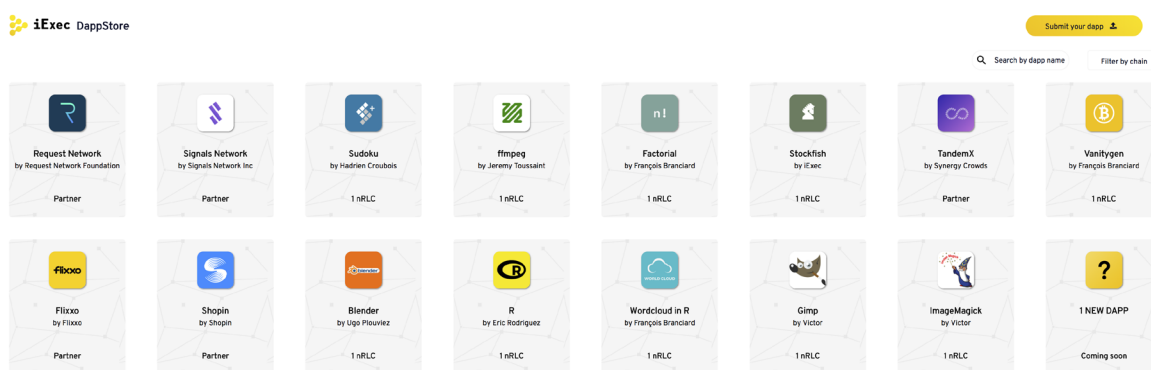 iExec DappStore
Submit your dapp
Search by dapp name
Filter by chain
n!
Request Network
by Request Network Foundation
Partner
Signals Network
by Signals Network Inc
Partner
Sudoku
by Hadrien Croubois
1 nRLC
ffmpeg
by Jeremy Toussaint
1 nRLC
Factorial
by François Branciard
1 nRLC
Stockfish
by iExec
1 nRLC
TandemX
by Synergy Crowds
Partner
Vanitygen
by François Branciard
1 nRLC
flixxo
Flixxo
by Flixxo
Partner
Shopin
by Shopin
Partner
blender
Blender
by Ugo Plouviez
1 nRLC
R
R
by Eric Rodriguez
1 nRLC
WORLD CLOUD
Wordcloud in R
by François Branciard
1 nRLC
Gimp
by Victor
1 nRLC
ImageMagick
by Victor
1 nRLC
?
1 NEW DAPP
Coming soon